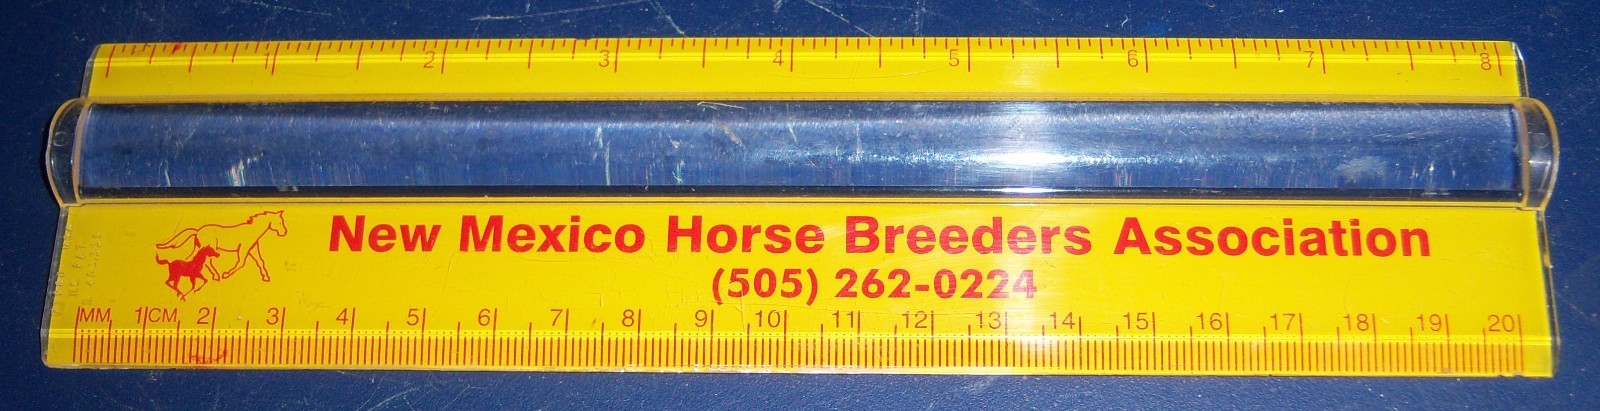 1 2 3 4 5 6 7 8
New Mexico Horse Breeders Association
(505) 262-0224
MM 1 CM 2 3 4 5 6 7 8 9 10 11 12 13 14 15 16 17 18 19 20